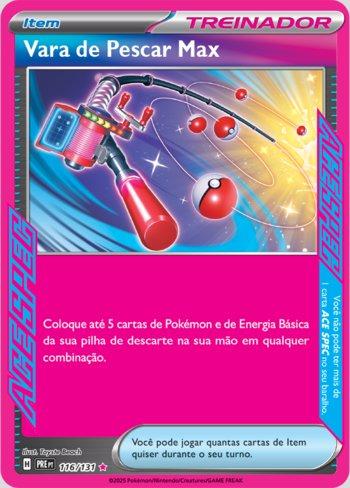 Item
TREINADOR
Vara de Pescar Max
ACE SPEC
ACE SPEC
Você não pode ter mais de
1 carta ACE SPEC no seu baralho.
Coloque até 5 cartas de Pokémon e de Energia Básica
da sua pilha de descarte na sua mão em qualquer
combinação.
Ilust. Toyste Beach
H PRE PT 116/131
Você pode jogar quantas cartas de Item
quiser durante o seu turno.
©2025 Pokémon/Nintendo/Creatures/GAME FREAK